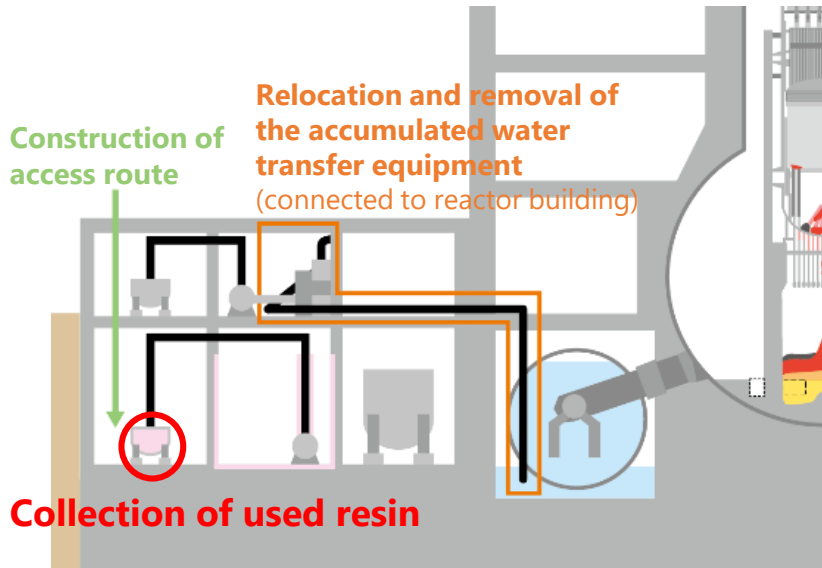 Relocation and removal of
the accumulated water
transfer equipment
(connected to reactor building)
Construction of
access route
Collection of used resin